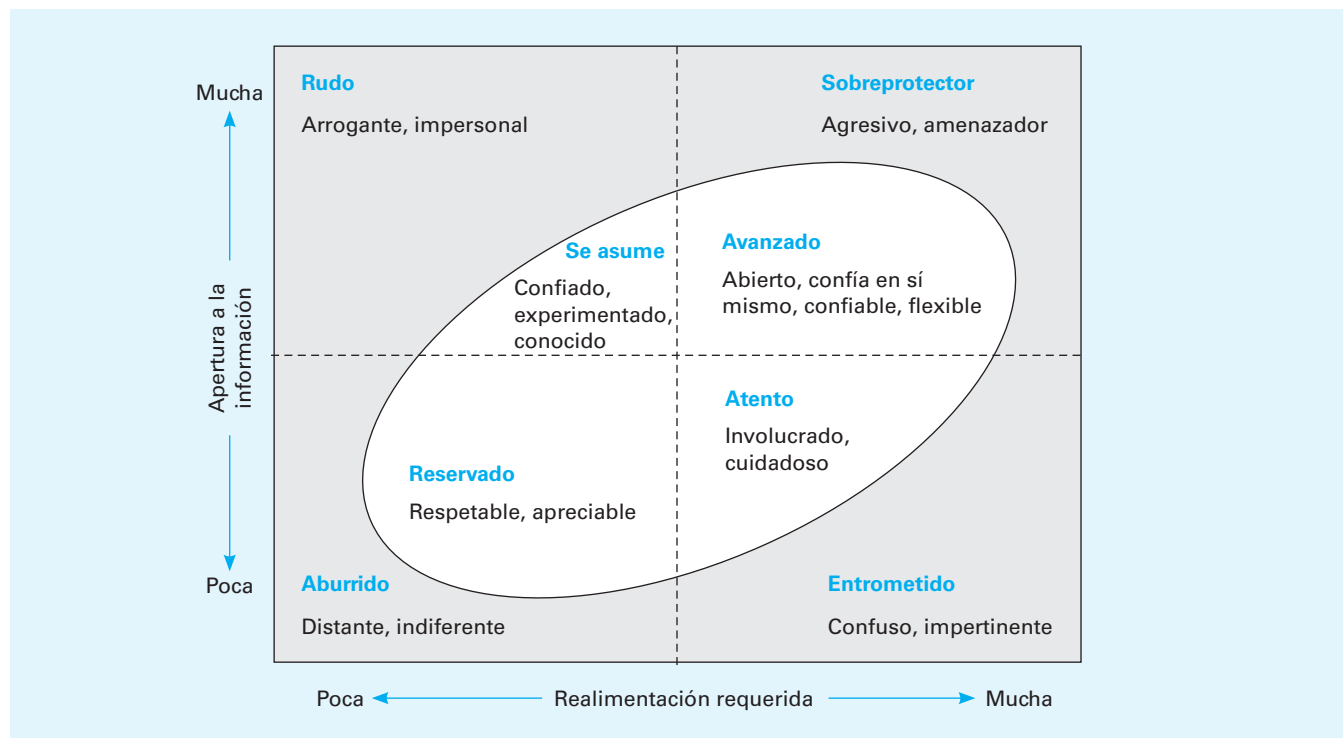 Mucha
Apertura a la
información
Poca
Rudo
Arrogante, impersonal
Sobreprotector
Agresivo, amenazador
Se asume
Confiado,
experimentado,
conocido
Avanzado
Abierto, confía en sí
mismo, confiable, flexible
Reservado
Respetable, apreciable
Atento
Involucrado,
cuidadoso
Aburrido
Distante, indiferente
Entrometido
Confuso, impertinente
Poca
Realimentación requerida
Mucha